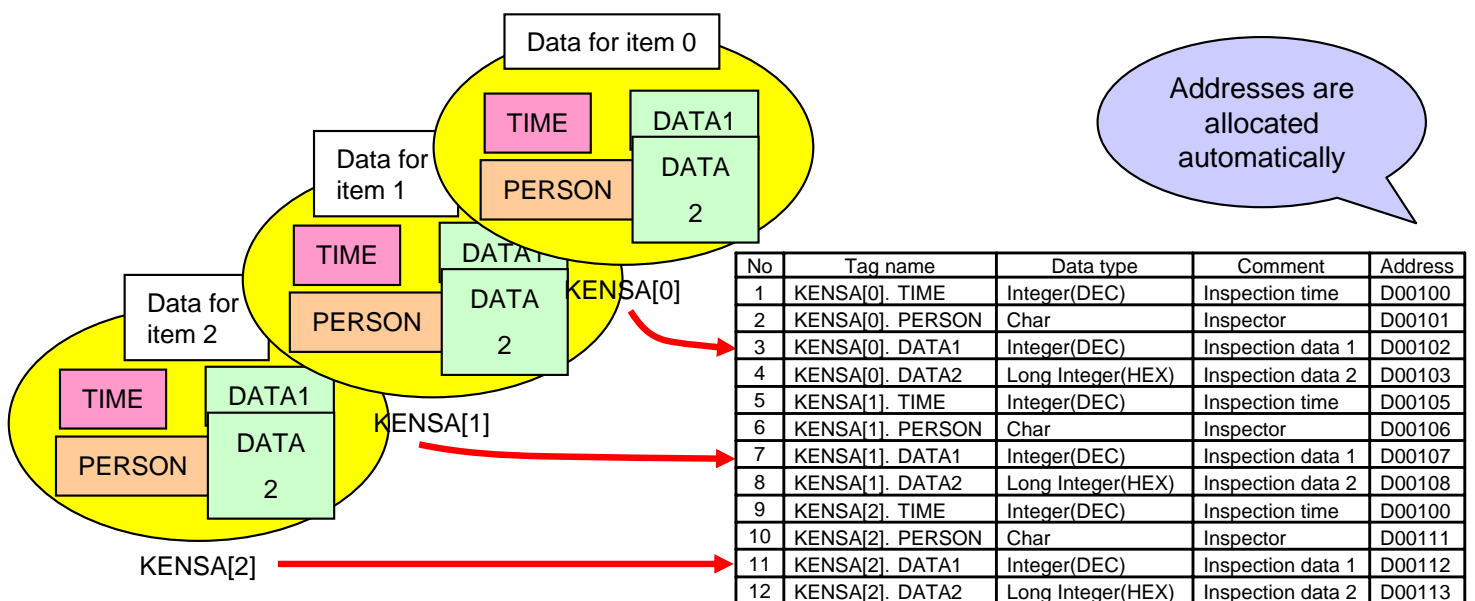 Data for item 0
TIME
DATA1
PERSON
DATA
2
Data for
item 1
TIME
DATA1
PERSON
DATA
2
KENSA[0]
Data for
item 2
TIME
DATA1
PERSON
DATA
2
KENSA[1]
KENSA[2]
Addresses are
allocated
automatically
No Tag name Data type Comment Address
1 KENSA[0]. TIME Integer(DEC) Inspection time D00100
2 KENSA[0]. PERSON Char Inspector D00101
3 KENSA[0]. DATA1 Integer(DEC) Inspection data 1 D00102
4 KENSA[0]. DATA2 Long Integer(HEX) Inspection data 2 D00103
5 KENSA[1]. TIME Integer(DEC) Inspection time D00105
6 KENSA[1]. PERSON Char Inspector D00106
7 KENSA[1]. DATA1 Integer(DEC) Inspection data 1 D00107
8 KENSA[1]. DATA2 Long Integer(HEX) Inspection data 2 D00108
9 KENSA[2]. TIME Integer(DEC) Inspection time D00100
10 KENSA[2]. PERSON Char Inspector D00111
11 KENSA[2]. DATA1 Integer(DEC) Inspection data 1 D00112
12 KENSA[2]. DATA2 Long Integer(HEX) Inspection data 2 D00113